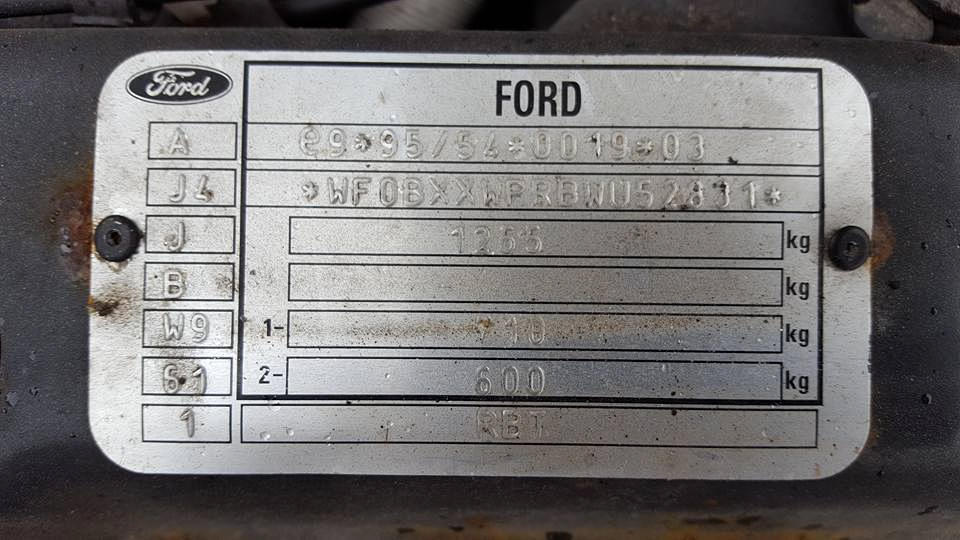 Ford
FORD
A e9*95/54*0019*03
J4 *WF0BXXWPRBWU52831*
J 1265 kg
B kg
W9 1- 710 kg
61 2- 600 kg
1 RBT